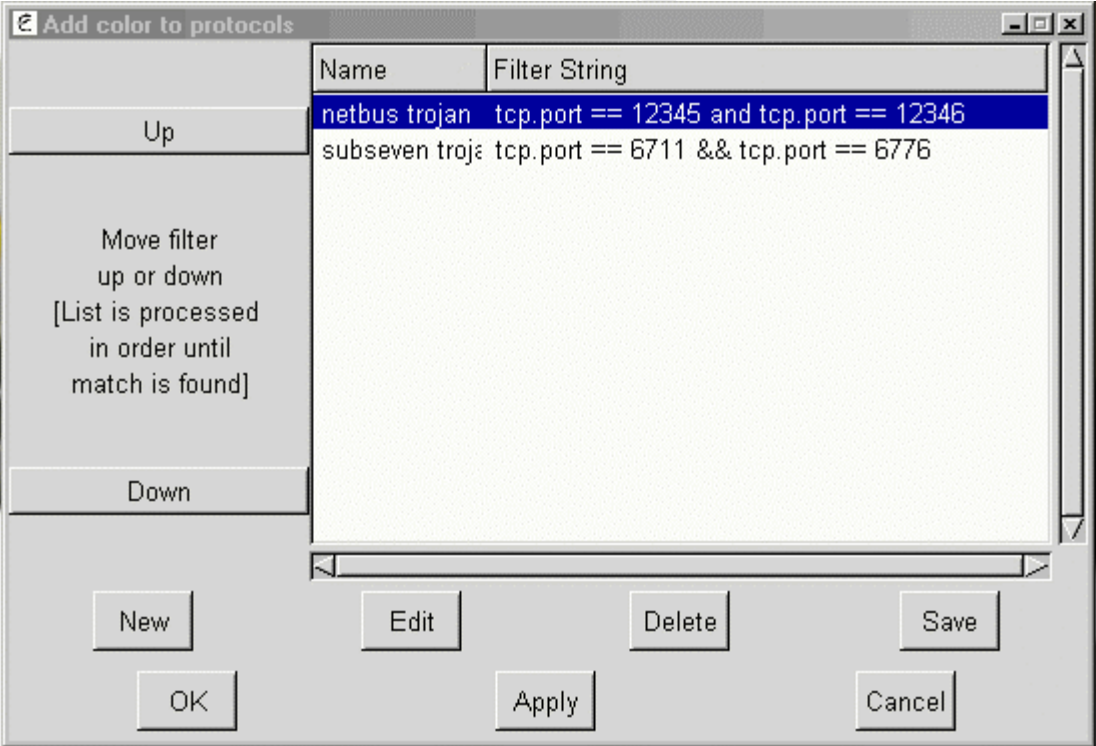 Add color to protocols
Name Filter String
netbus trojan tcp.port == 12345 and tcp.port == 12346
subseven troja tcp.port == 6711 && tcp.port == 6776
Up
Move filter
up or down
[List is processed
in order until
match is found]
Down
New Edit Delete Save
OK Apply Cancel